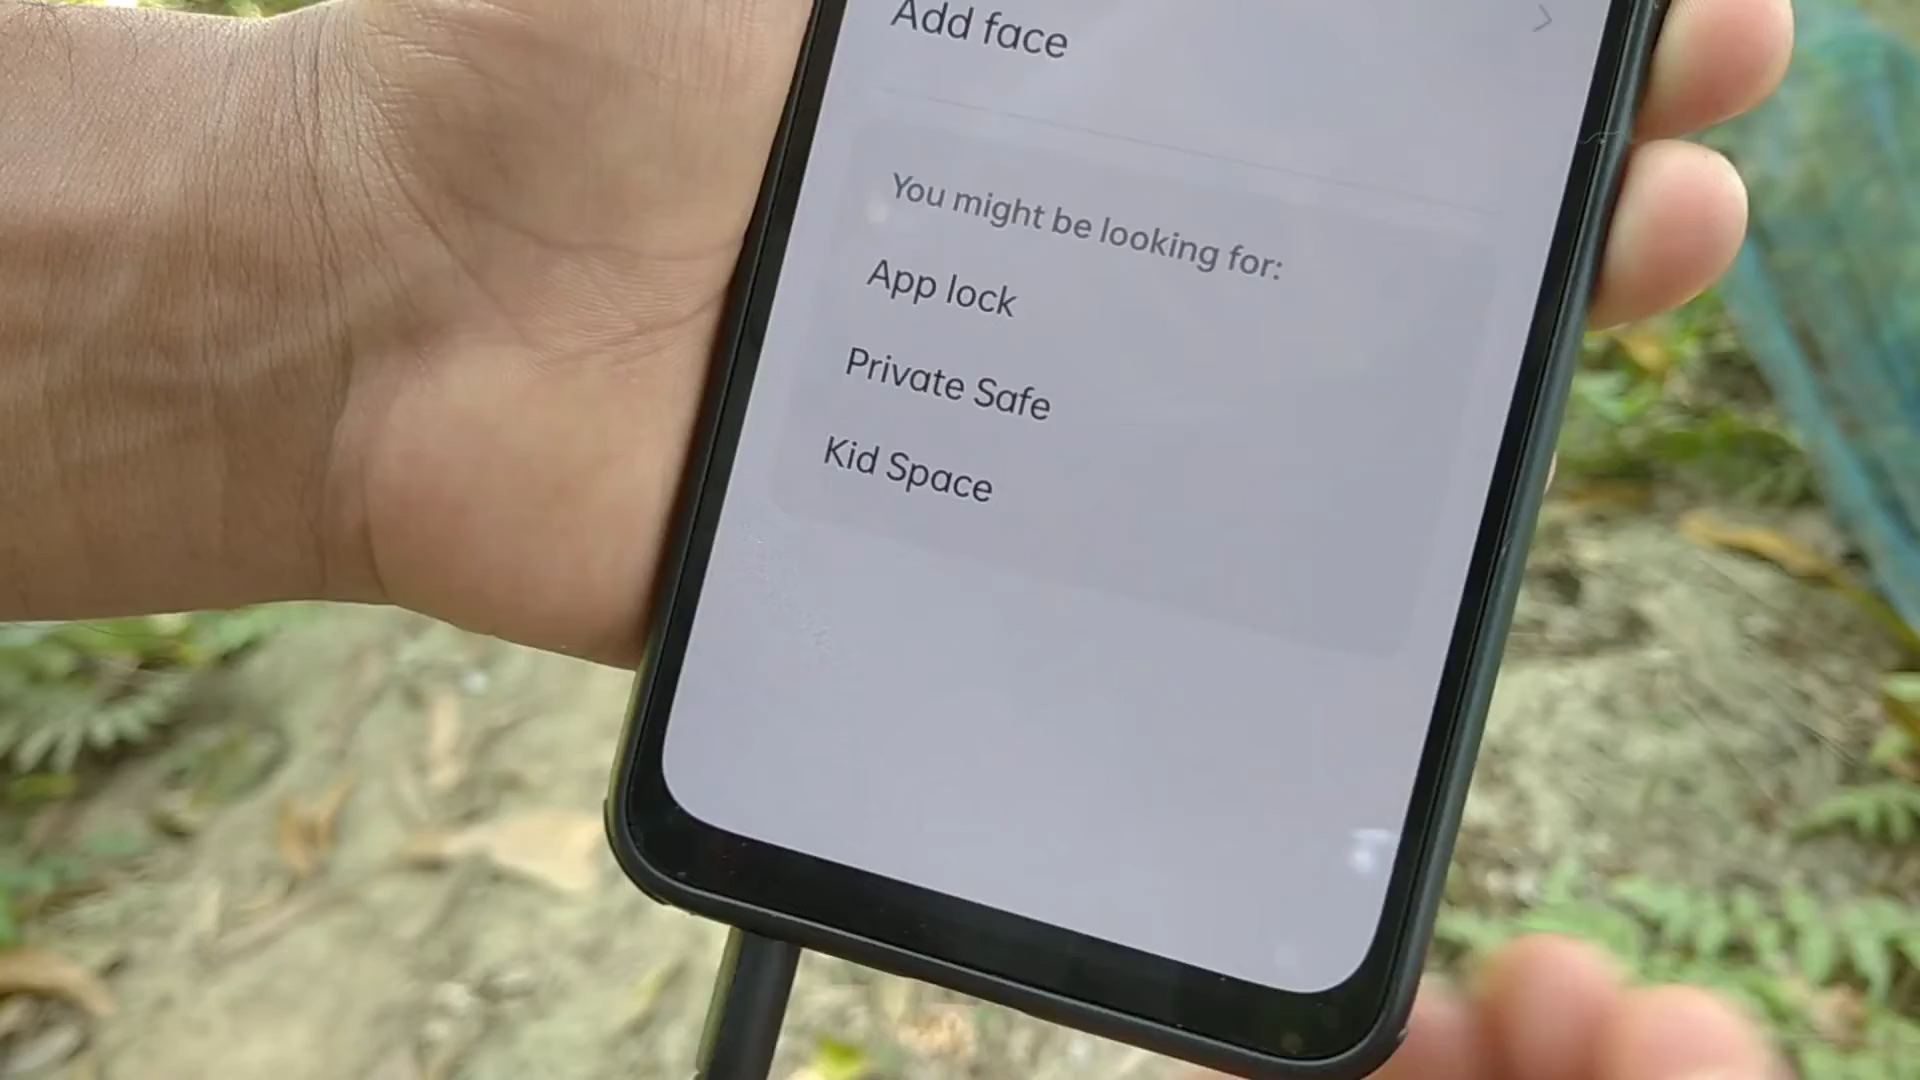 Add face
You might be looking for:
App lock
Private Safe
Kid Space